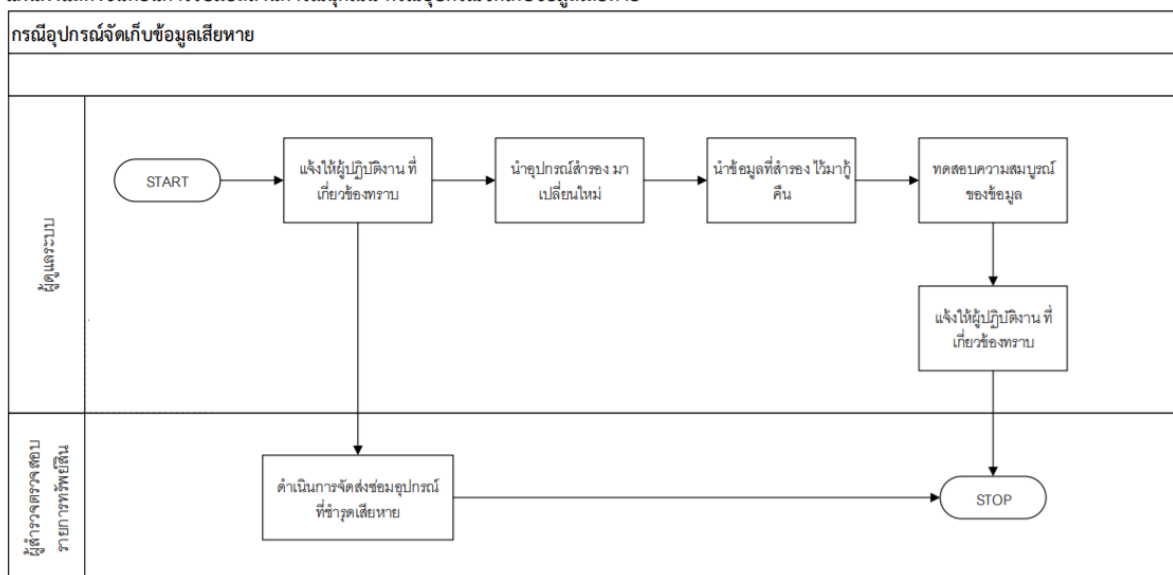 กรณีอุปกรณ์จัดเก็บข้อมูลเสียหาย
ผู้ดูแลระบบ
START
แจ้งให้ผู้ปฏิบัติงาน ที่
เกี่ยวข้องทราบ
นำอุปกรณ์สำรอง มา
เปลี่ยนใหม่
นำข้อมูลที่สำรอง ไว้มากู้
คืน
ทดสอบความสมบูรณ์
ของข้อมูล
แจ้งให้ผู้ปฏิบัติงาน ที่
เกี่ยวข้องทราบ
ผู้สำรวจตรวจสอบ
รายการทรัพย์สิน
ดำเนินการจัดส่งซ่อมอุปกรณ์
ที่ชำรุดเสียหาย
STOP